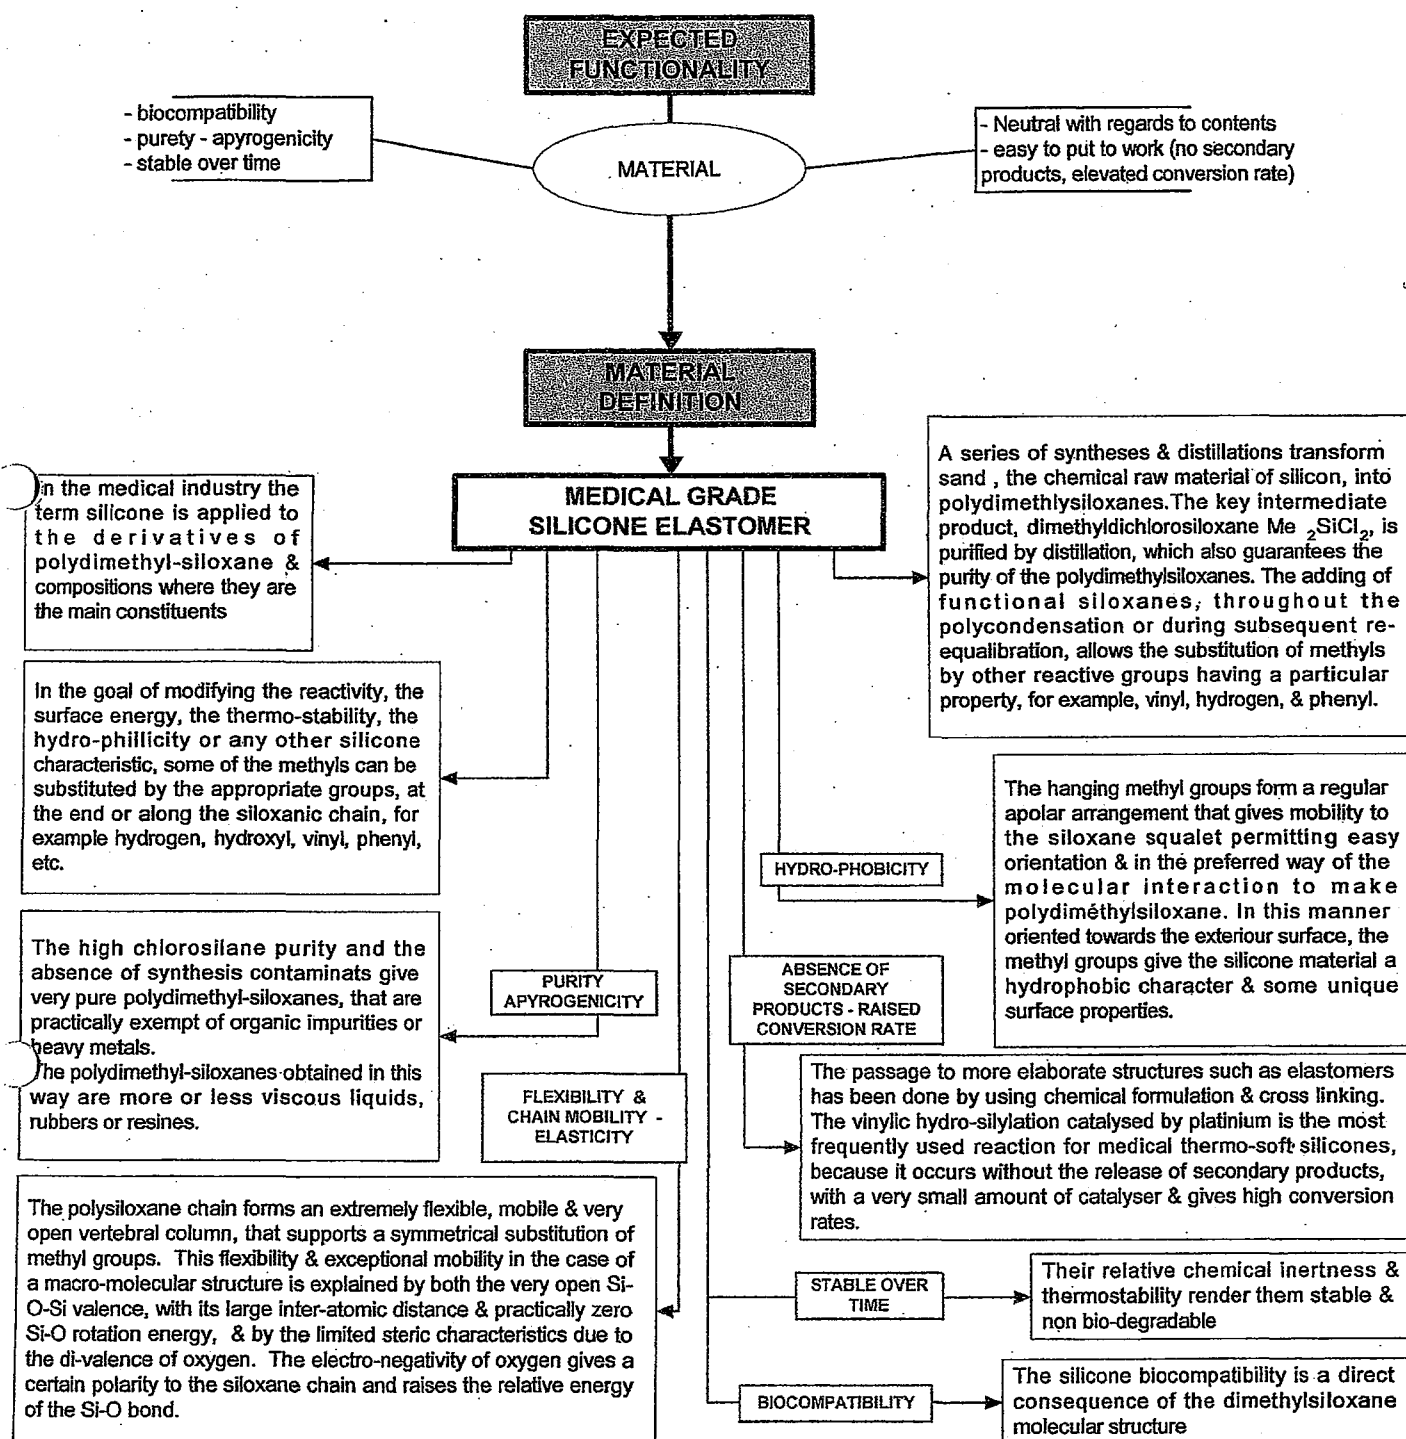 EXPECTED
FUNCTIONALITY
- biocompatibility
- purety - apyrogenicity
- stable over time
MATERIAL
- Neutral with regards to contents
- easy to put to work (no secondary
products, elevated conversion rate)
MATERIAL
DEFINITION
MEDICAL GRADE
SILICONE ELASTOMER
In the medical industry the
term silicone is applied to
the derivatives of
polydimethyl-siloxane &
compositions where they are
the main constituents
A series of syntheses & distillations transform
sand , the chemical raw material of silicon, into
polydimethlysiloxanes.The key intermediate
product, dimethyldichlorosiloxane Me ₂SiCl₂, is
purified by distillation, which also guarantees the
purity of the polydimethylsiloxanes. The adding of
functional siloxanes, throughout the
polycondensation or during subsequent re-
equalibration, allows the substitution of methyls
by other reactive groups having a particular
property, for example, vinyl, hydrogen, & phenyl.
In the goal of modifying the reactivity, the
surface energy, the thermo-stability, the
hydro-phillicity or any other silicone
characteristic, some of the methyls can be
substituted by the appropriate groups, at
the end or along the siloxanic chain, for
example hydrogen, hydroxyl, vinyl, phenyl,
etc.
HYDRO-PHOBICITY
The hanging methyl groups form a regular
apolar arrangement that gives mobility to
the siloxane squalet permitting easy
orientation & in the preferred way of the
molecular interaction to make
polydiméthylsiloxane. In this manner
oriented towards the exteriour surface, the
methyl groups give the silicone material a
hydrophobic character & some unique
surface properties.
The high chlorosilane purity and the
absence of synthesis contaminats give
very pure polydimethyl-siloxanes, that are
practically exempt of organic impurities or
heavy metals.
The polydimethyl-siloxanes obtained in this
way are more or less viscous liquids,
rubbers or resines.
PURITY
APYROGENICITY
ABSENCE OF
SECONDARY
PRODUCTS - RAISED
CONVERSION RATE
FLEXIBILITY &
CHAIN MOBILITY -
ELASTICITY
The passage to more elaborate structures such as elastomers
has been done by using chemical formulation & cross linking.
The vinylic hydro-silylation catalysed by platinium is the most
frequently used reaction for medical thermo-soft silicones,
because it occurs without the release of secondary products,
with a very small amount of catalyser & gives high conversion
rates.
The polysiloxane chain forms an extremely flexible, mobile & very
open vertebral column, that supports a symmetrical substitution of
methyl groups. This flexibility & exceptional mobility in the case of
a macro-molecular structure is explained by both the very open Si-
O-Si valence, with its large inter-atomic distance & practically zero
Si-O rotation energy, & by the limited steric characteristics due to
the di-valence of oxygen. The electro-negativity of oxygen gives a
certain polarity to the siloxane chain and raises the relative energy
of the Si-O bond.
STABLE OVER
TIME
Their relative chemical inertness &
thermostability render them stable &
non bio-degradable
BIOCOMPATIBILITY
The silicone biocompatibility is a direct
consequence of the dimethylsiloxane
molecular structure